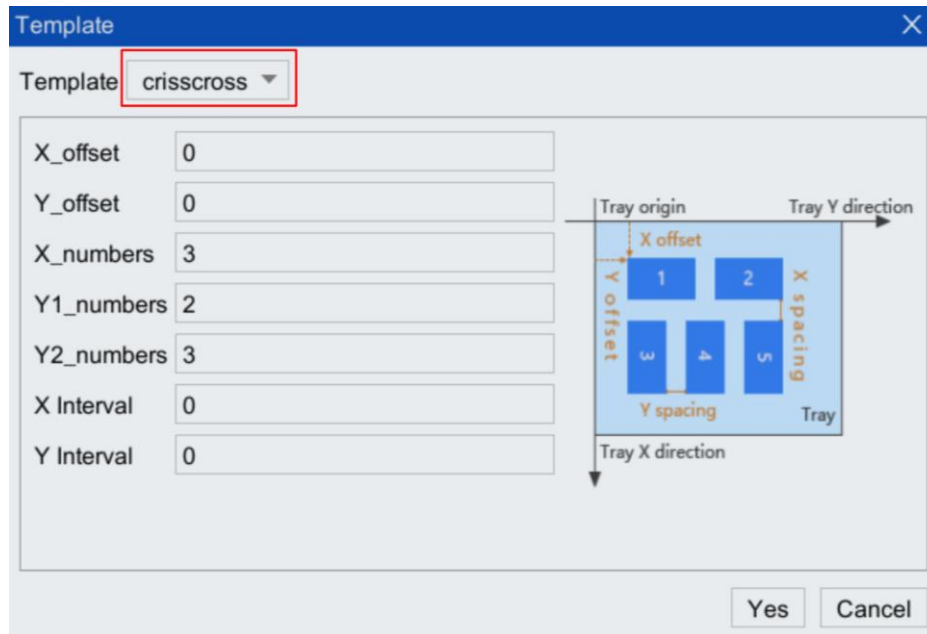 Template
Template crisscross
X_offset 0
Y_offset 0
X_numbers 3
Y1_numbers 2
Y2_numbers 3
X Interval 0
Y Interval 0
Tray origin Tray Y direction
X offset
1 2
Y offset
X spacing
3 4 5
Y spacing
Tray
Tray X direction
Yes Cancel